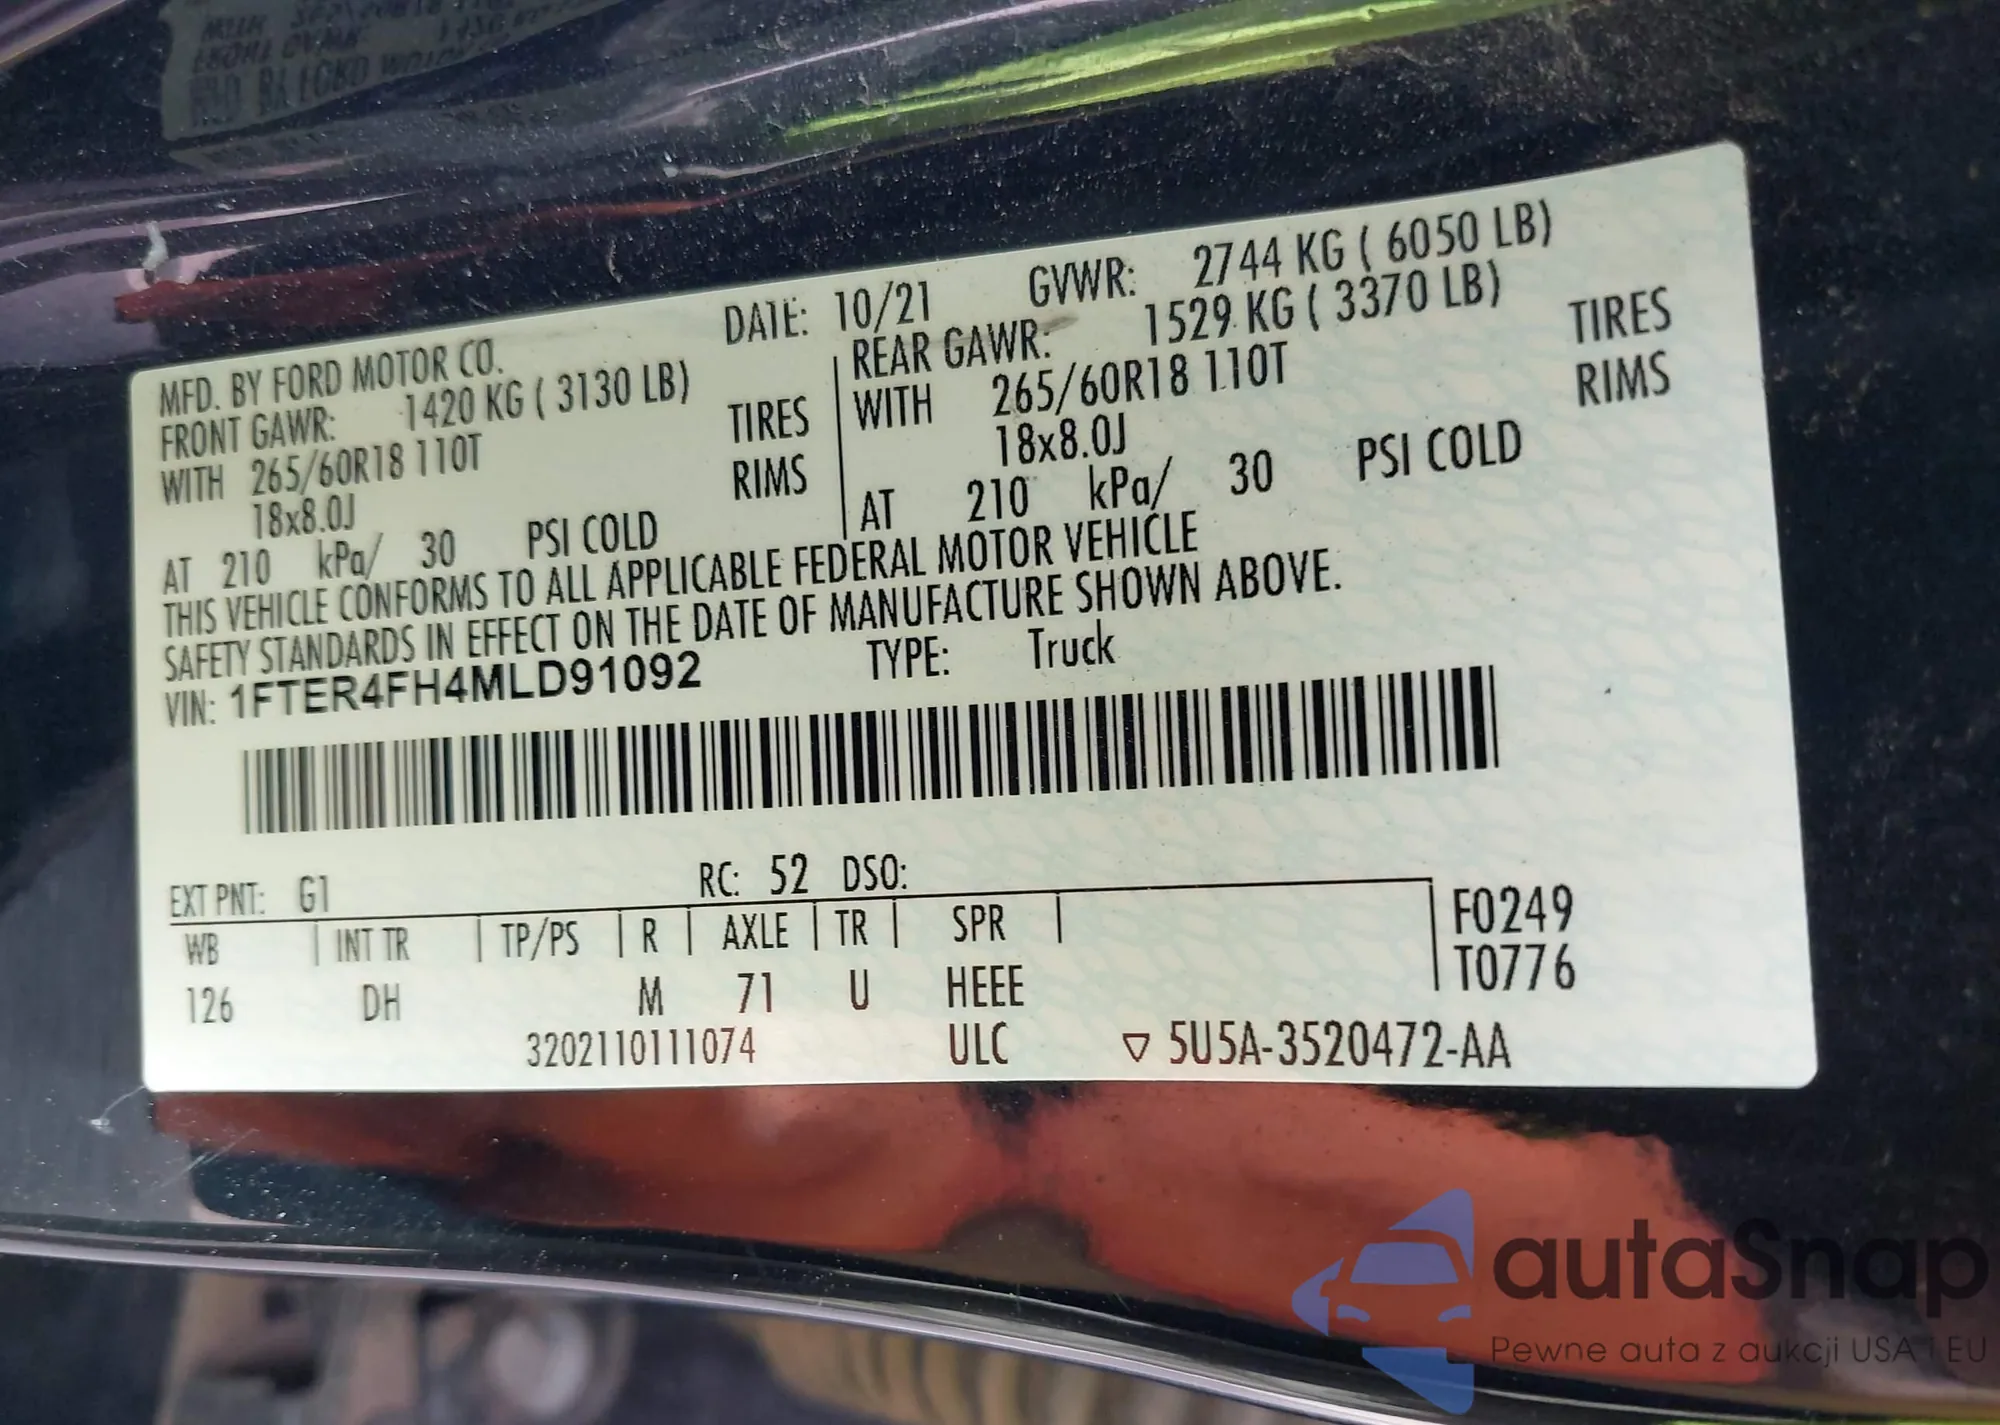 MFD. BY FORD MOTOR CO.
DATE: 10/21 GVWR: 2744 KG ( 6050 LB)
FRONT GAWR: 1420 KG ( 3130 LB)
REAR GAWR: 1529 KG ( 3370 LB)
WITH 265/60R18 110T TIRES
WITH 265/60R18 110T TIRES
18x8.0J RIMS
18x8.0J RIMS
AT 210 kPa/ 30 PSI COLD
AT 210 kPa/ 30 PSI COLD
THIS VEHICLE CONFORMS TO ALL APPLICABLE FEDERAL MOTOR VEHICLE
SAFETY STANDARDS IN EFFECT ON THE DATE OF MANUFACTURE SHOWN ABOVE.
VIN: 1FTER4FH4MLD91092 TYPE: Truck
EXT PNT: G1 RC: 52 DSO:
WB | INT TR | TP/PS | R | AXLE | TR | SPR | F0249
126 DH M 71 U HEEE T0776
3202110111074 ULC ▽ 5U5A-3520472-AA
autaSnap
Pewne auta z aukcji USA i EU